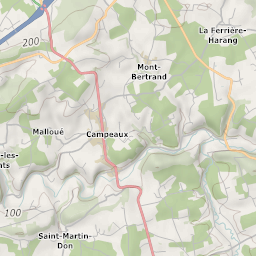 La Ferrière-
Harang
200
Mont-
Bertrand
Malloué
Campeaux
-les-
nts
100
Saint-Martin-
Don